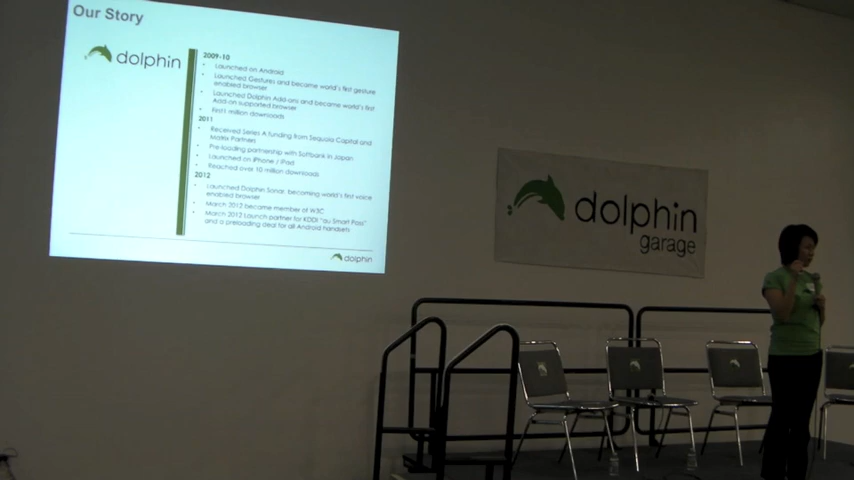 Our Story
dolphin
2009-10
Launched on Android
Launched Gestures and became world's first gesture
enabled browser
Launched Dolphin Add-ons and became world's first
Add-on supported browser
First 1 million downloads
2011
Received Series A funding from Sequoia Capital and
Matrix Partners
Pre-loading partnership with Softbank in Japan
Launched on iPhone / iPad
Reached over 10 million downloads
2012
Launched Dolphin Sonar, becoming world's first voice
enabled browser
March 2012 became member of W3C
March 2012 Launch partner for KDDI "au Smart Pass"
and a preloading deal for all Android handsets
dolphin
dolphin
garage